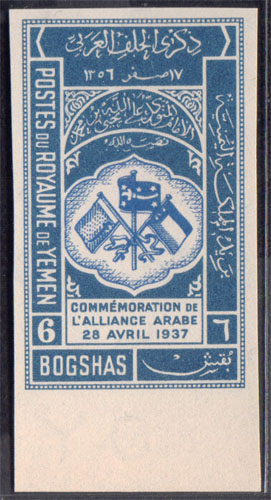 ذكرى الحلف العربي
١٧ صفر ١٣٥٦
POSTES DU ROYAUME DE YEMEN
COMMÉMORATION DE
L'ALLIANCE ARABE
28 AVRIL 1937
6
٦
BOGSHAS
بقش